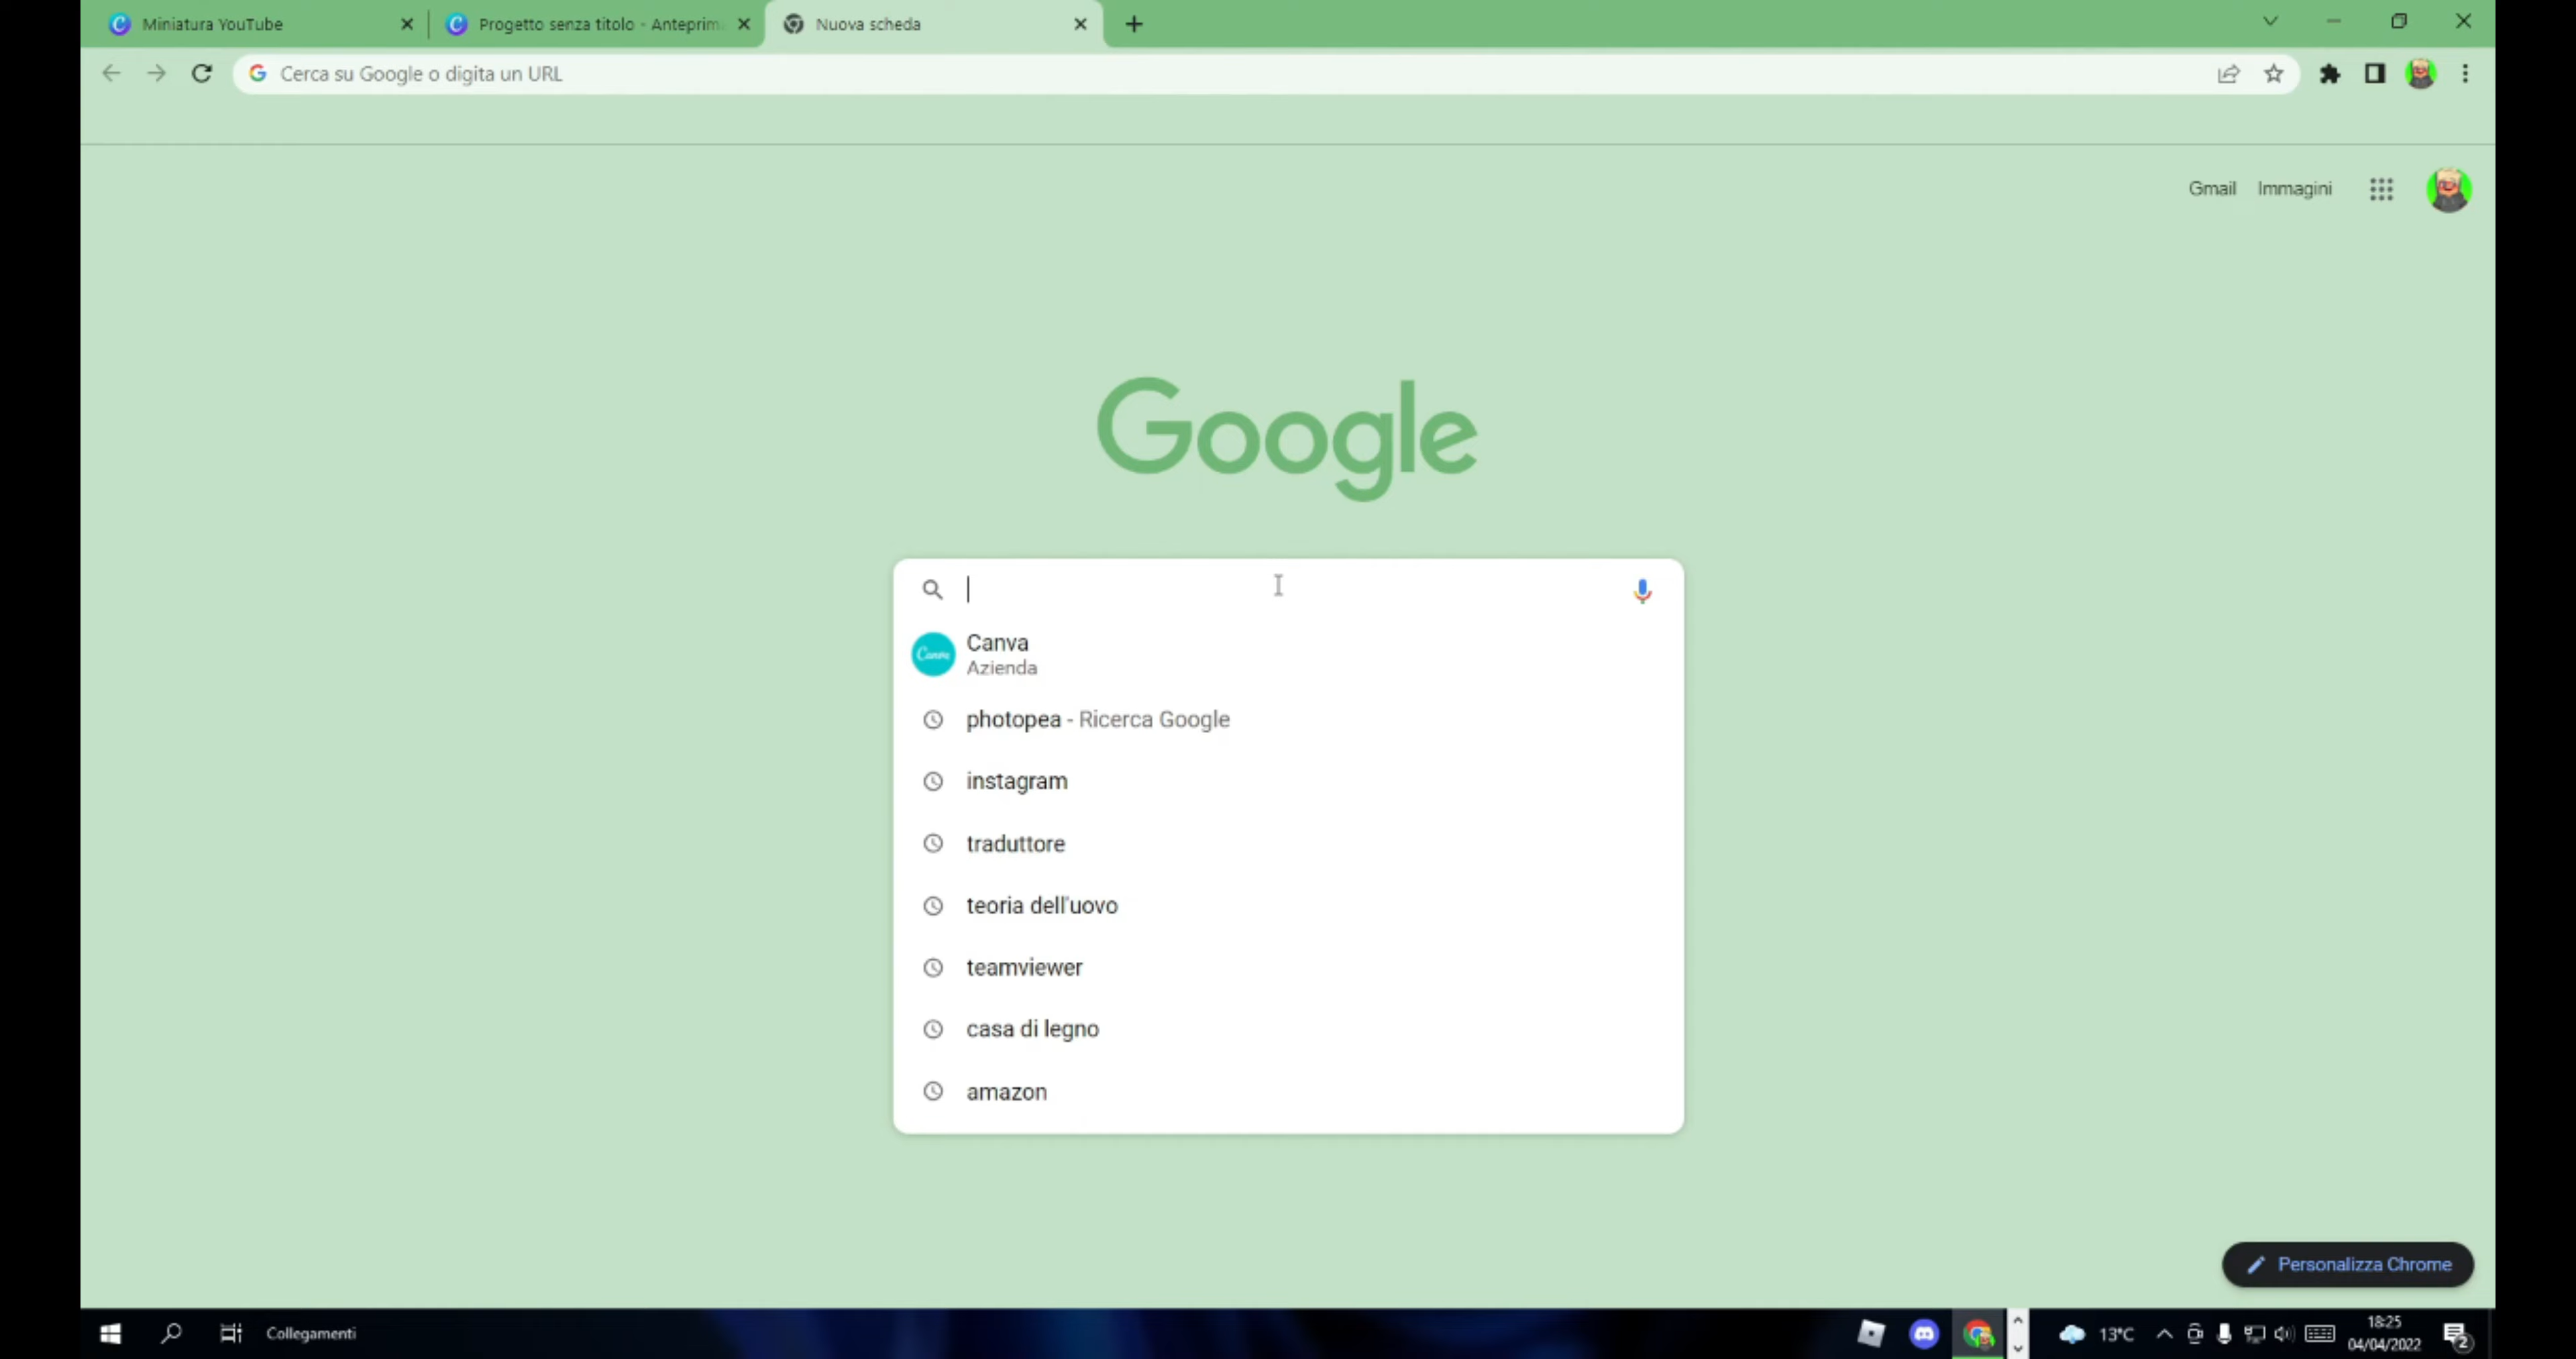 Miniatura YouTube
Progetto senza titolo - Anteprim
Nuova scheda
Cerca su Google o digita un URL
Gmail Immagini
Google
Canva
Canva
Azienda
photopea - Ricerca Google
instagram
traduttore
teoria dell'uovo
teamviewer
casa di legno
amazon
Personalizza Chrome
Collegamenti
13°C
18:25
04/04/2022
2